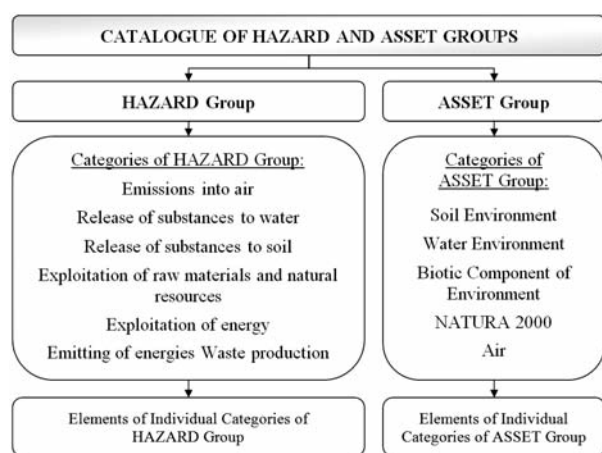 CATALOGUE OF HAZARD AND ASSET GROUPS
HAZARD Group
ASSET Group
Categories of HAZARD Group:
Emissions into air
Release of substances to water
Release of substances to soil
Exploitation of raw materials and natural
resources
Exploitation of energy
Emitting of energies Waste production
Categories of
ASSET Group:
Soil Environment
Water Environment
Biotic Component of
Environment
NATURA 2000
Air
Elements of Individual Categories of
HAZARD Group
Elements of Individual
Categories of ASSET Group